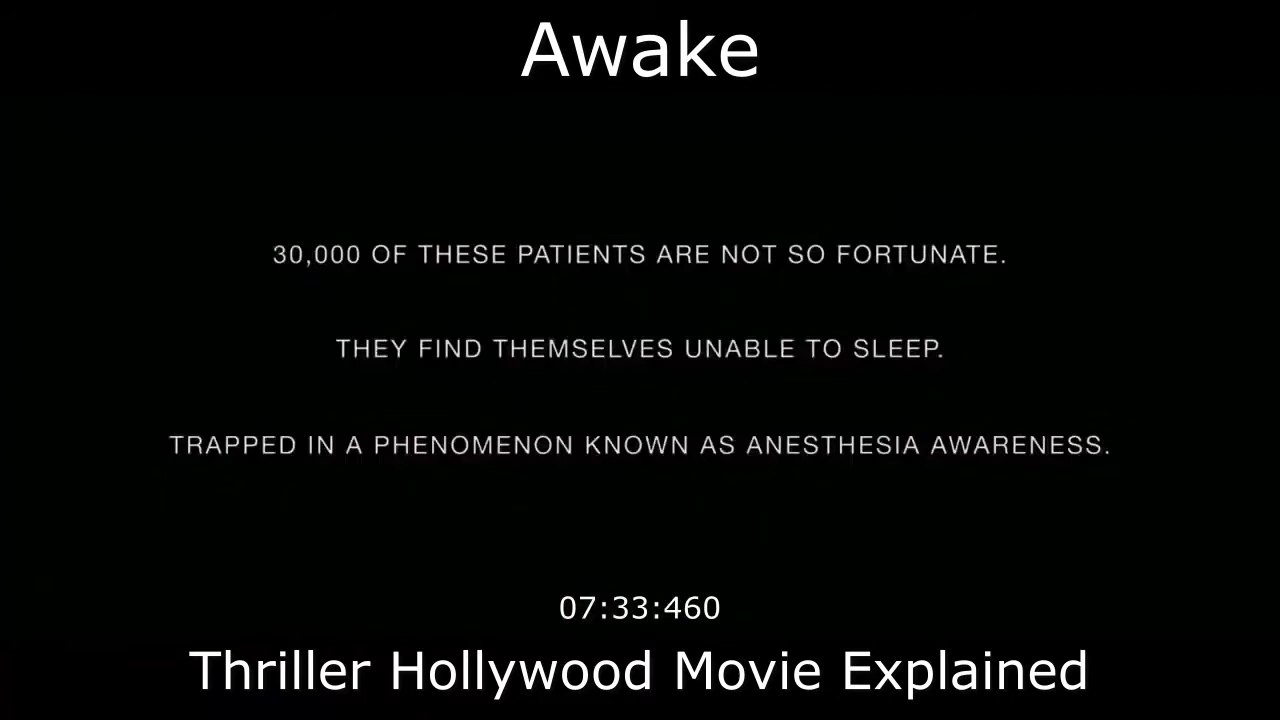 Awake
30,000 OF THESE PATIENTS ARE NOT SO FORTUNATE.
THEY FIND THEMSELVES UNABLE TO SLEEP.
TRAPPED IN A PHENOMENON KNOWN AS ANESTHESIA AWARENESS.
07:33:460
Thriller Hollywood Movie Explained